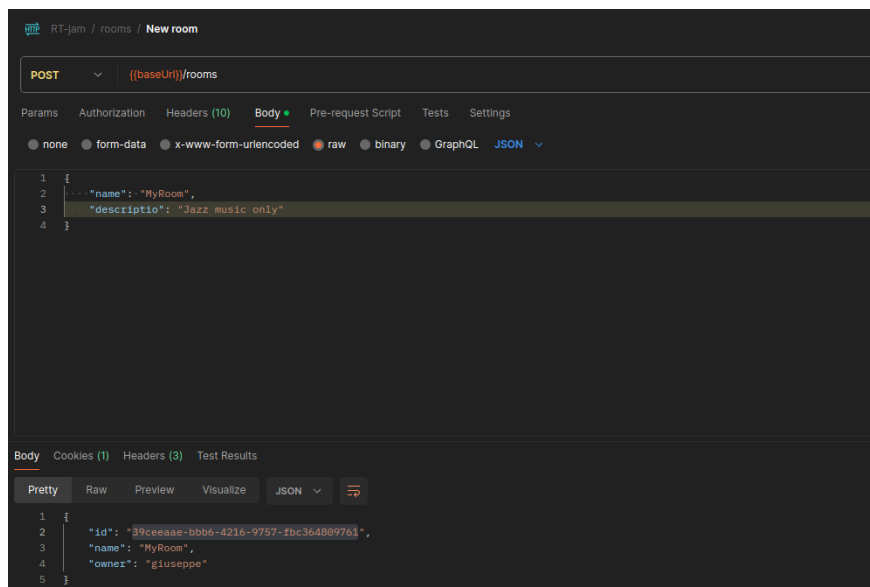 HTTP RT-jam / rooms / New room
POST {{baseUrl}}/rooms
Params Authorization Headers (10) Body Pre-request Script Tests Settings
none form-data x-www-form-urlencoded raw binary GraphQL JSON
1 {
2 ····"name":·"MyRoom",
3 "descriptio": "Jazz music only"
4 }
Body Cookies (1) Headers (3) Test Results
Pretty Raw Preview Visualize JSON
1 {
2 "id": "39ceeaae-bbb6-4216-9757-fbc364809761",
3 "name": "MyRoom",
4 "owner": "giuseppe"
5 }